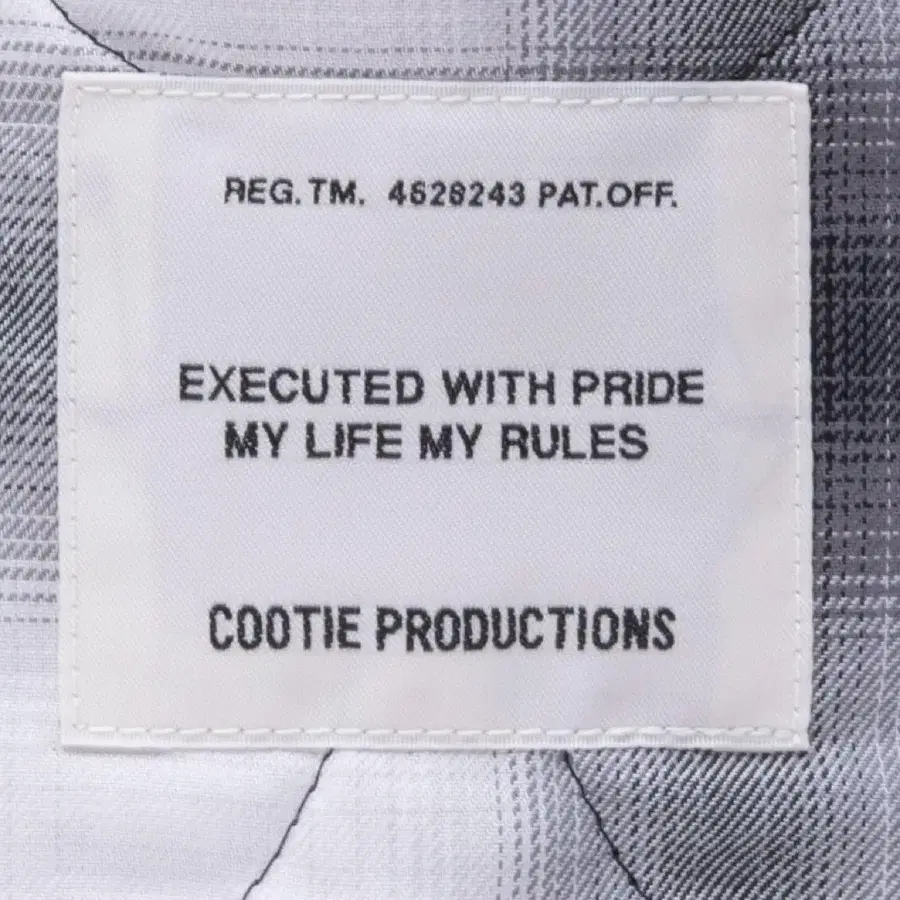 REG. TM. 4628243 PAT.OFF.
EXECUTED WITH PRIDE
MY LIFE MY RULES
COOTIE PRODUCTIONS